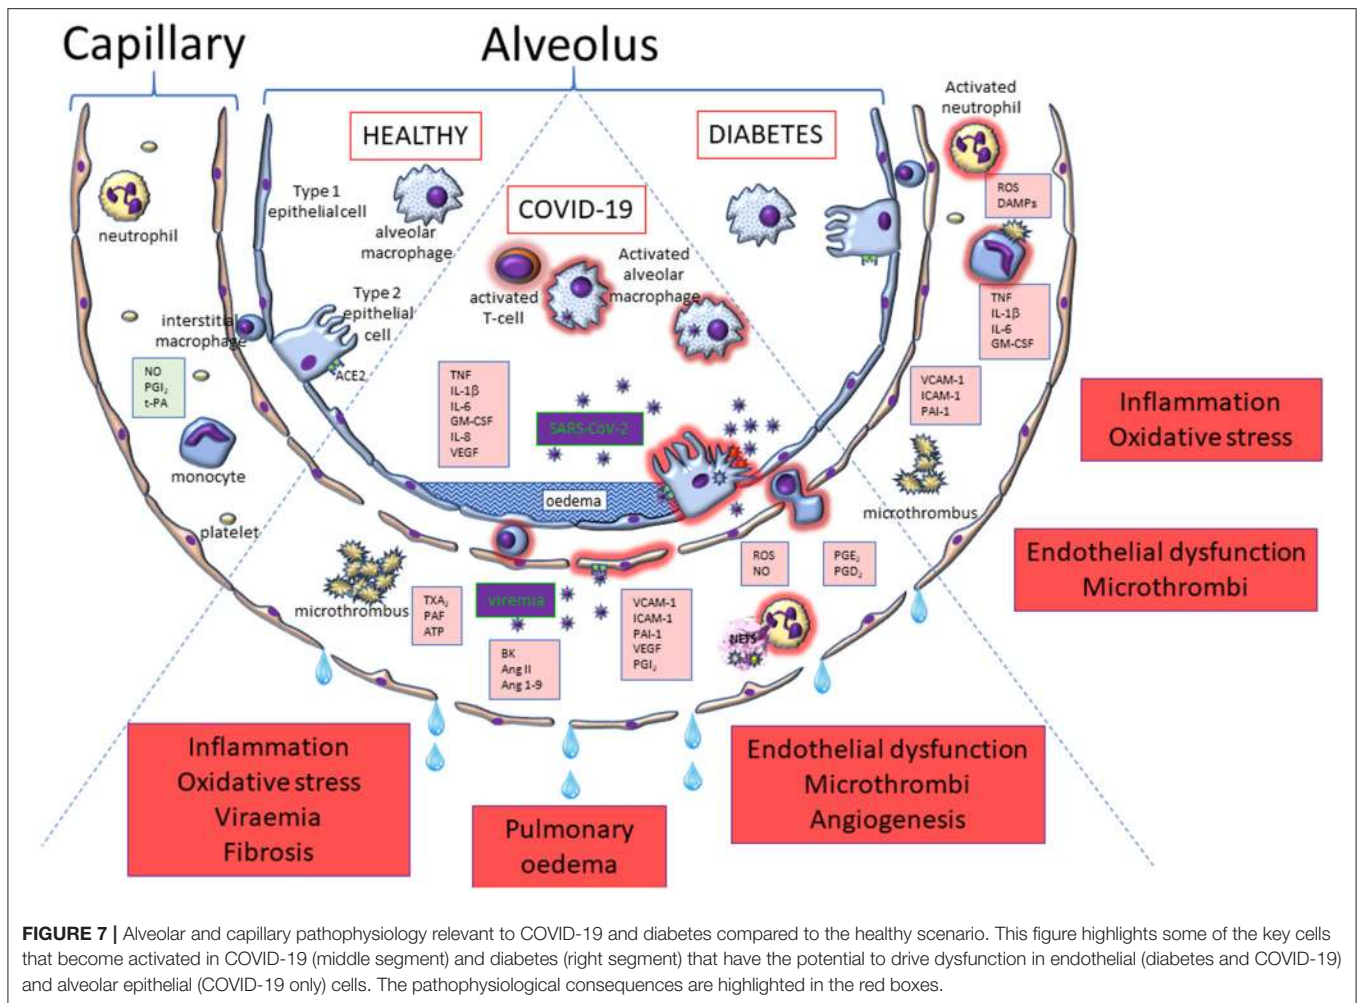 Capillary
Alveolus
HEALTHY
COVID-19
DIABETES
neutrophil
interstitial
macrophage
NO
PGI₂
t-PA
monocyte
platelet
Type 1
epithelial cell
alveolar
macrophage
Type 2
epithelial
cell
ACE2
activated
T-cell
Activated
alveolar
macrophage
TNF
IL-1β
IL-6
GM-CSF
IL-8
VEGF
SARS-CoV-2
oedema
Activated
neutrophil
ROS
DAMPs
TNF
IL-1β
IL-6
GM-CSF
VCAM-1
ICAM-1
PAI-1
microthrombus
Inflammation
Oxidative stress
Endothelial dysfunction
Microthrombi
microthrombus
TXA₂
PAF
ATP
viremia
BK
Ang II
Ang 1-9
VCAM-1
ICAM-1
PAI-1
VEGF
PGI₂
ROS
NO
PGE₂
PGD₂
NETS
Inflammation
Oxidative stress
Viraemia
Fibrosis
Pulmonary
oedema
Endothelial dysfunction
Microthrombi
Angiogenesis
FIGURE 7 | Alveolar and capillary pathophysiology relevant to COVID-19 and diabetes compared to the healthy scenario. This figure highlights some of the key cells
that become activated in COVID-19 (middle segment) and diabetes (right segment) that have the potential to drive dysfunction in endothelial (diabetes and COVID-19)
and alveolar epithelial (COVID-19 only) cells. The pathophysiological consequences are highlighted in the red boxes.